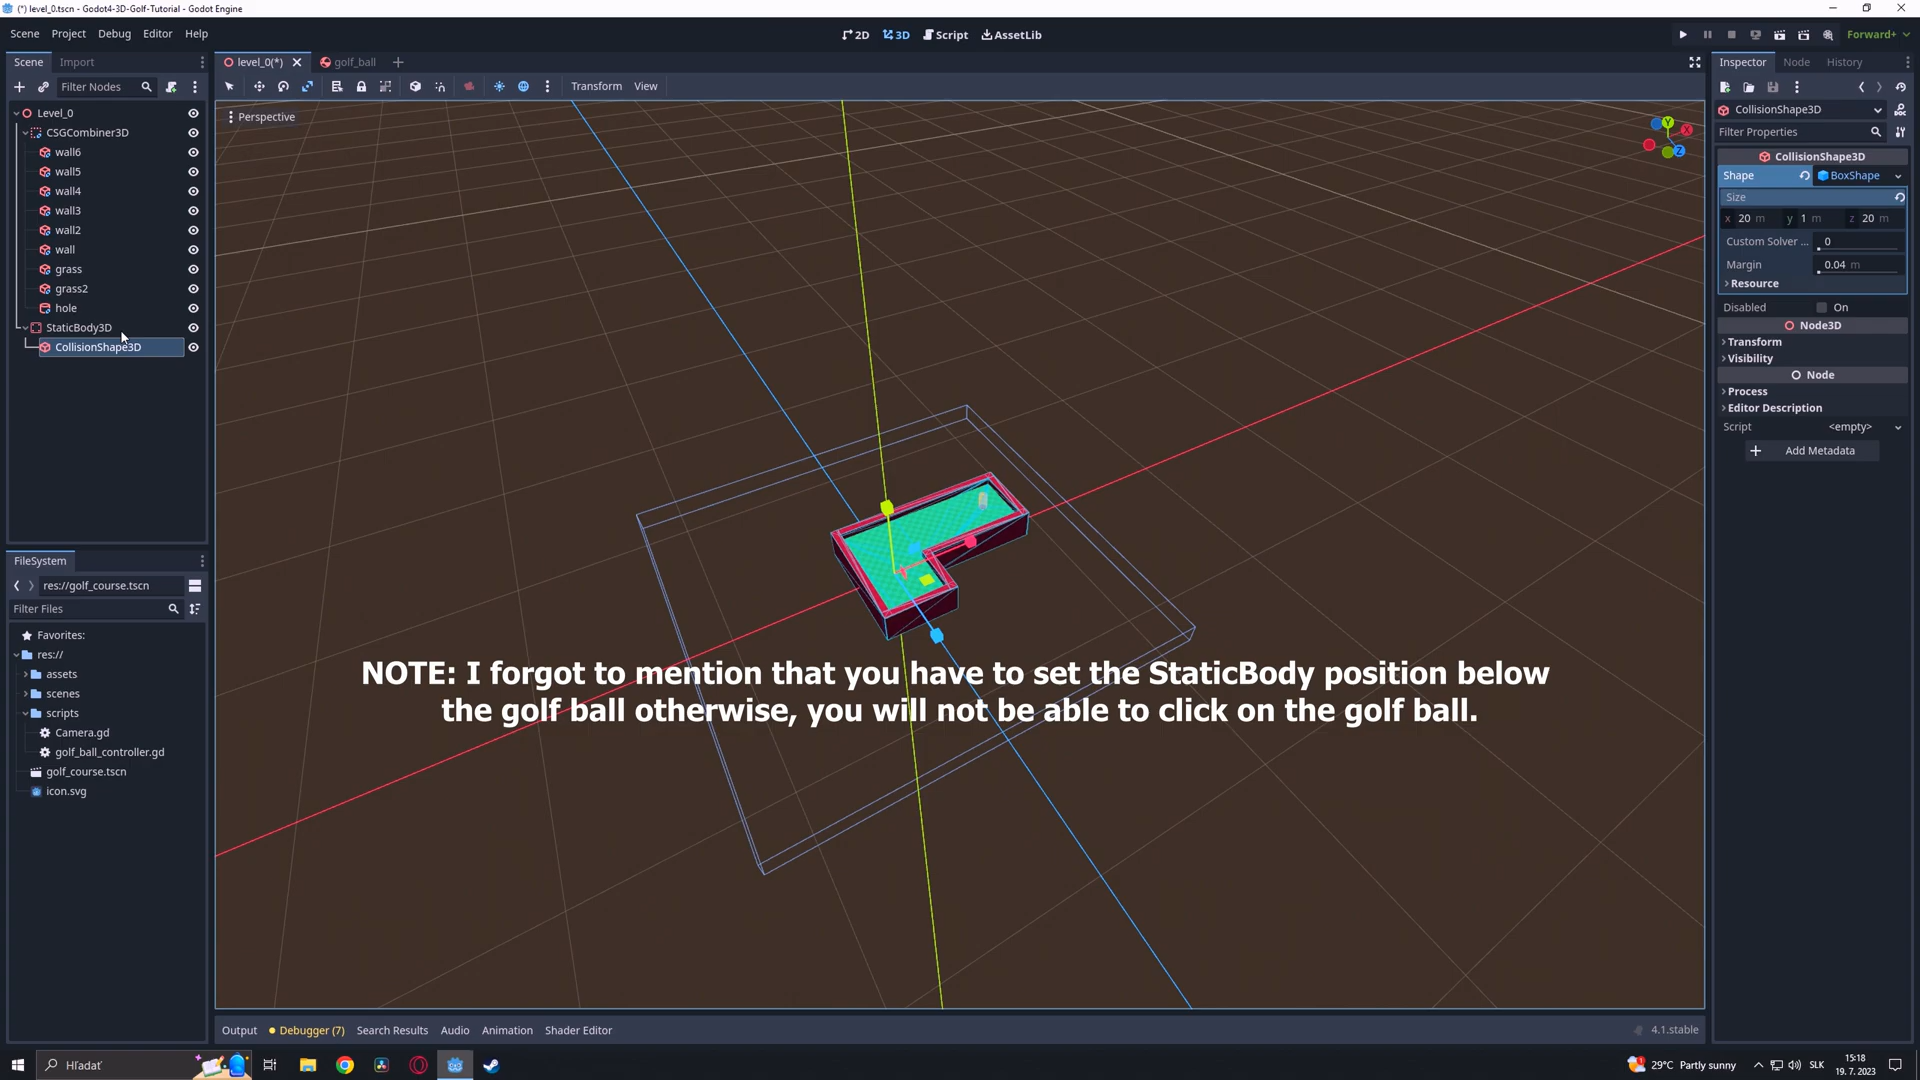 (*) level_0.tscn - Godot4-3D-Golf-Tutorial - Godot Engine
Scene Project Debug Editor Help
2D 3D Script AssetLib
Forward+
Scene Import
level_0(*) golf_ball
Inspector Node History
Filter Nodes
Transform View
Perspective
Level_0
CSGCombiner3D
wall6
wall5
wall4
wall3
wall2
wall
grass
grass2
hole
StaticBody3D
CollisionShape3D
FileSystem
res://golf_course.tscn
Filter Files
Favorites:
res://
assets
scenes
scripts
Camera.gd
golf_ball_controller.gd
golf_course.tscn
icon.svg
Y
X
Z
NOTE: I forgot to mention that you have to set the StaticBody position below
the golf ball otherwise, you will not be able to click on the golf ball.
CollisionShape3D
Filter Properties
CollisionShape3D
Shape BoxShape
Size
x 20 m y 1 m z 20 m
Custom Solver ... 0
Margin 0.04 m
Resource
Disabled On
Node3D
Transform
Visibility
Node
Process
Editor Description
Script <empty>
Add Metadata
Output Debugger (7) Search Results Audio Animation Shader Editor
4.1.stable
Hľadať
29°C Partly sunny
SLK
15:18
19. 7. 2023